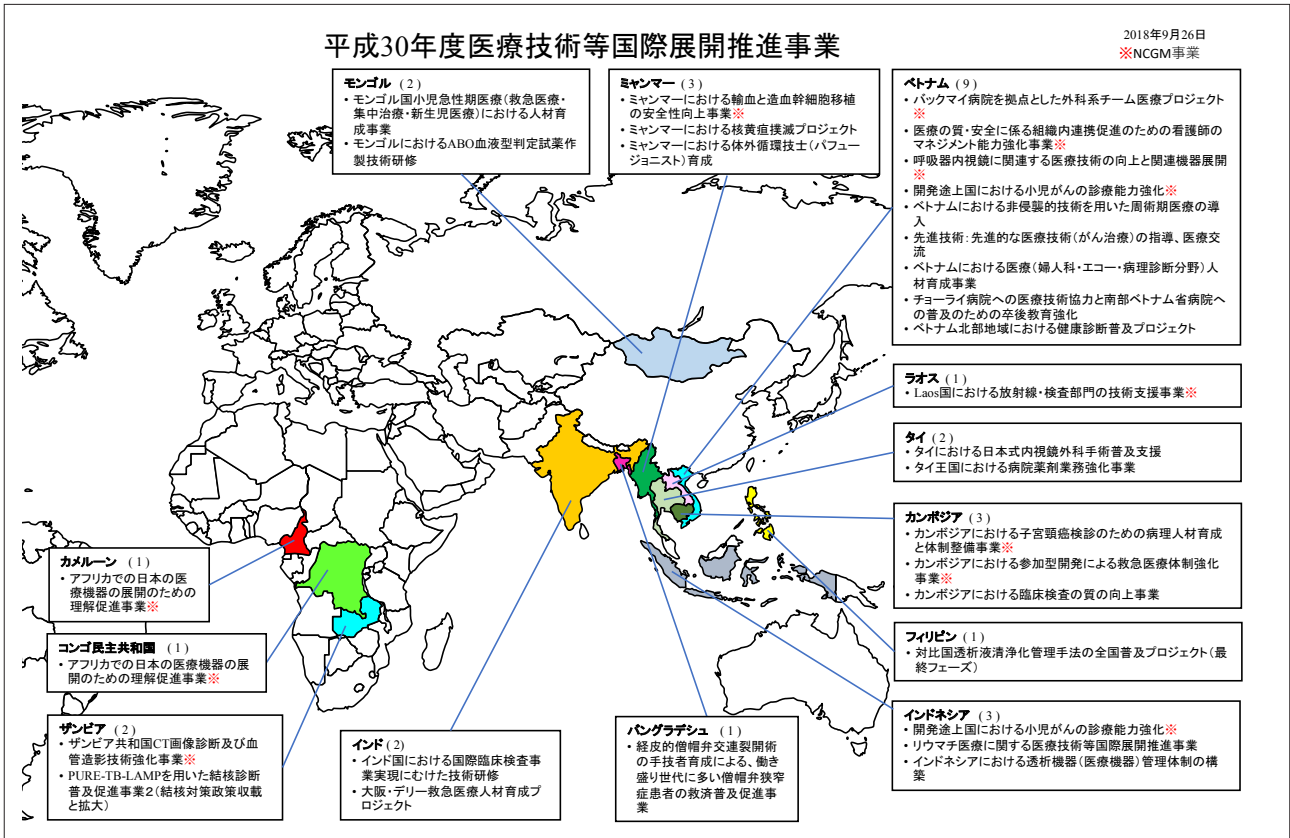 平成30年度医療技術等国際展開推進事業
2018年9月26日
※NCGM事業
モンゴル (2)
・ モンゴル国小児急性期医療(救急医療・
集中治療・新生児医療)における人材育
成事業
・ モンゴルにおけるABO血液型判定試薬作
製技術研修
ミャンマー (3)
・ ミャンマーにおける輸血と造血幹細胞移植
の安全性向上事業※
・ ミャンマーにおける核黄疸撲滅プロジェクト
・ ミャンマーにおける体外循環技士(パフュー
ジョニスト)育成
ベトナム (9)
・ バックマイ病院を拠点とした外科系チーム医療プロジェクト
※
・ 医療の質・安全に係る組織内連携促進のための看護師の
マネジメント能力強化事業※
・ 呼吸器内視鏡に関連する医療技術の向上と関連機器展開
※
・ 開発途上国における小児がんの診療能力強化※
・ ベトナムにおける非侵襲的技術を用いた周術期医療の導
入
・ 先進技術:先進的な医療技術(がん治療)の指導、医療交
流
・ ベトナムにおける医療(婦人科・エコー・病理診断分野)人
材育成事業
・ チョーライ病院への医療技術協力と南部ベトナム省病院へ
の普及のための卒後教育強化
・ ベトナム北部地域における健康診断普及プロジェクト
ラオス (1)
・ Laos国における放射線・検査部門の技術支援事業※
タイ (2)
・ タイにおける日本式内視鏡外科手術普及支援
・ タイ王国における病院薬剤業務強化事業
カンボジア (3)
・ カンボジアにおける子宮頸癌検診のための病理人材育成
と体制整備事業※
・ カンボジアにおける参加型開発による救急医療体制強化
事業※
・ カンボジアにおける臨床検査の質の向上事業
フィリピン (1)
・ 対比国透析液清浄化管理手法の全国普及プロジェクト(最
終フェーズ)
インドネシア (3)
・ 開発途上国における小児がんの診療能力強化※
・ リウマチ医療に関する医療技術等国際展開推進事業
・ インドネシアにおける透析機器(医療機器)管理体制の構
築
カメルーン (1)
・ アフリカでの日本の医
療機器の展開のための
理解促進事業※
コンゴ民主共和国 (1)
・ アフリカでの日本の医療機器の展
開のための理解促進事業※
ザンビア (2)
・ ザンビア共和国CT画像診断及び血
管造影技術強化事業※
・ PURE-TB-LAMPを用いた結核診断
普及促進事業2(結核対策政策収載
と拡大)
インド (2)
・ インド国における国際臨床検査事
業実現にむけた技術研修
・ 大阪・デリー救急医療人材育成プ
ロジェクト
バングラデシュ (1)
・ 経皮的僧帽弁交連裂開術
の手技者育成による、働き
盛り世代に多い僧帽弁狭窄
症患者の救済普及促進事
業